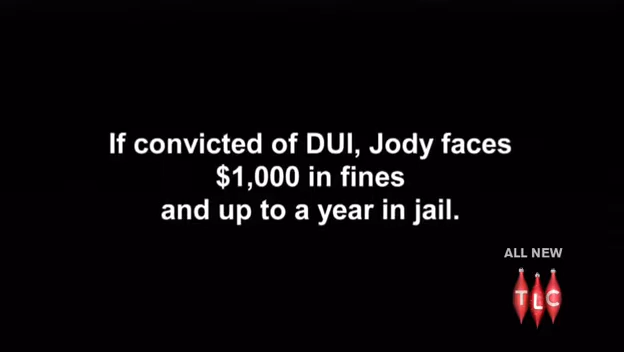 If convicted of DUI, Jody faces
$1,000 in fines
and up to a year in jail.
ALL NEW
TLC